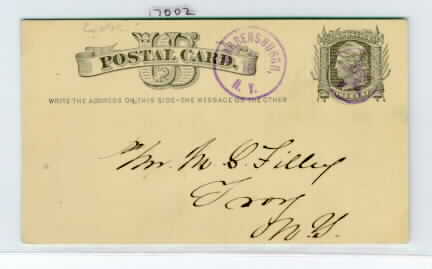 17002
U S
POSTAL CARD.
WRITE THE ADDRESS ON THIS SIDE-THE MESSAGE ON THE OTHER
N. Y.
Mr. M. L. Filley
Troy
N.Y.